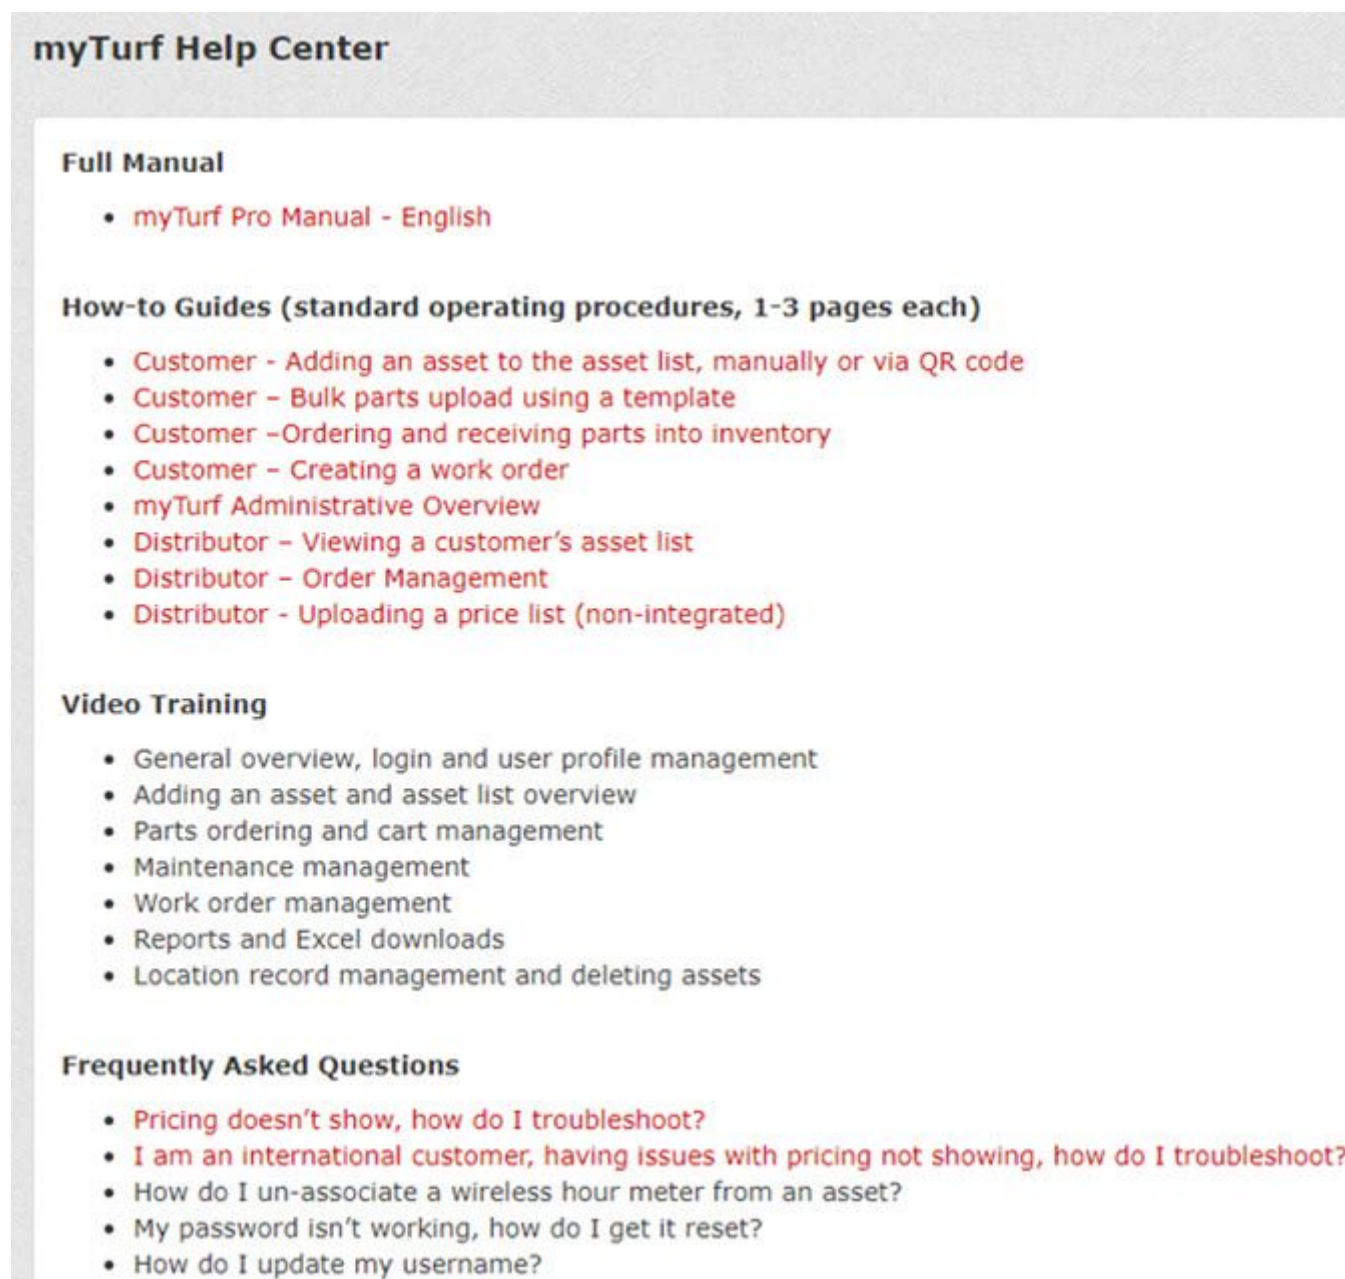 myTurf Help Center
Full Manual
• myTurf Pro Manual - English
How-to Guides (standard operating procedures, 1-3 pages each)
• Customer - Adding an asset to the asset list, manually or via QR code
• Customer – Bulk parts upload using a template
• Customer –Ordering and receiving parts into inventory
• Customer – Creating a work order
• myTurf Administrative Overview
• Distributor – Viewing a customer’s asset list
• Distributor – Order Management
• Distributor - Uploading a price list (non-integrated)
Video Training
• General overview, login and user profile management
• Adding an asset and asset list overview
• Parts ordering and cart management
• Maintenance management
• Work order management
• Reports and Excel downloads
• Location record management and deleting assets
Frequently Asked Questions
• Pricing doesn’t show, how do I troubleshoot?
• I am an international customer, having issues with pricing not showing, how do I troubleshoot?
• How do I un-associate a wireless hour meter from an asset?
• My password isn’t working, how do I get it reset?
• How do I update my username?